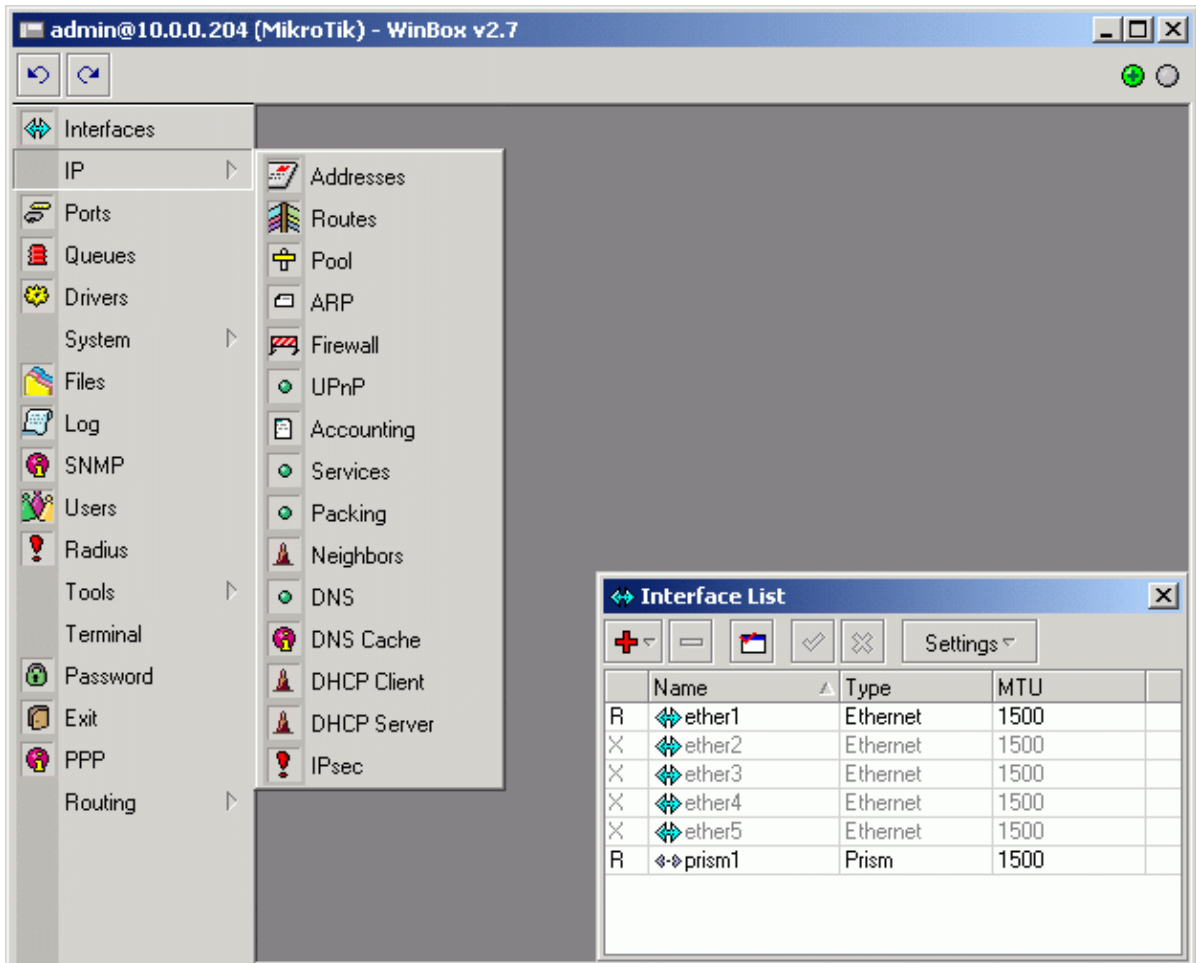 admin@10.0.0.204 (MikroTik) - WinBox v2.7
Interfaces
IP
Ports
Queues
Drivers
System
Files
Log
SNMP
Users
Radius
Tools
Terminal
Password
Exit
PPP
Routing
Addresses
Routes
Pool
ARP
Firewall
UPnP
Accounting
Services
Packing
Neighbors
DNS
DNS Cache
DHCP Client
DHCP Server
IPsec
Interface List
Settings
Name Type MTU
R ether1 Ethernet 1500
X ether2 Ethernet 1500
X ether3 Ethernet 1500
X ether4 Ethernet 1500
X ether5 Ethernet 1500
R prism1 Prism 1500